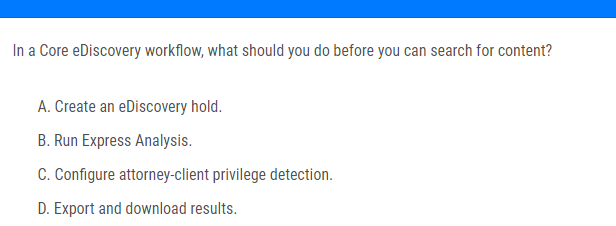 In a Core eDiscovery workflow, what should you do before you can search for content?
A. Create an eDiscovery hold.
B. Run Express Analysis.
C. Configure attorney-client privilege detection.
D. Export and download results.